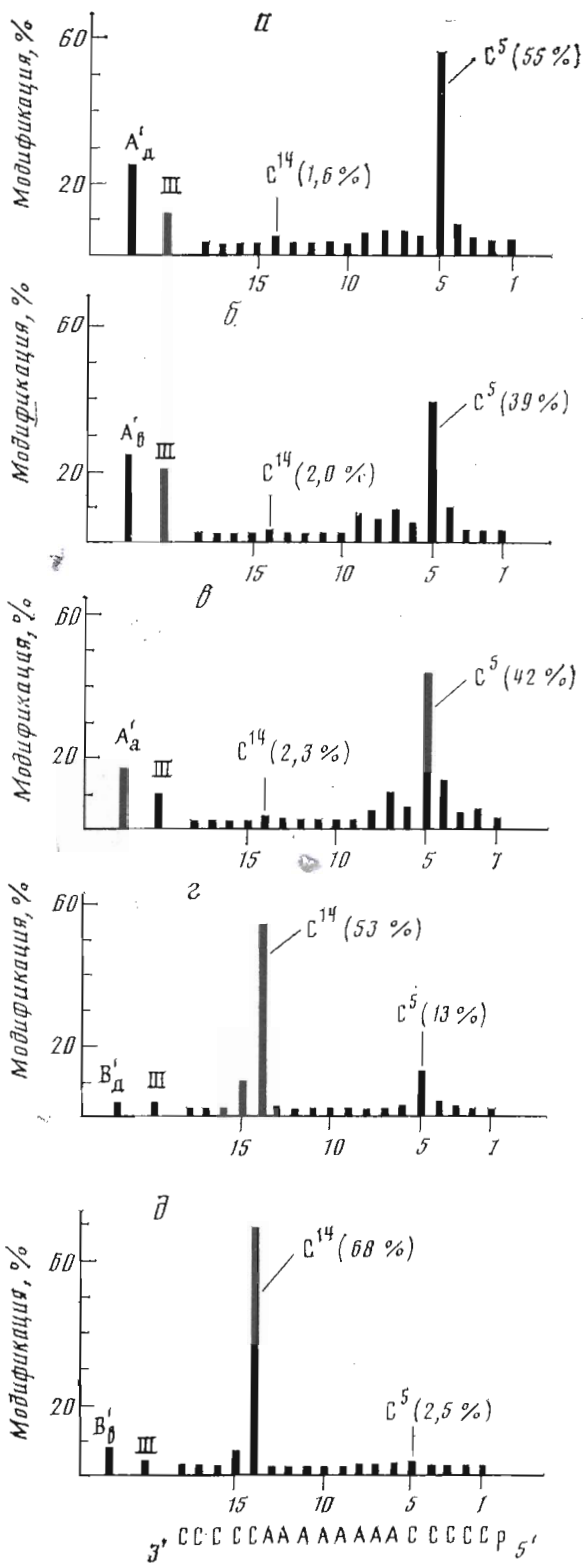 a
Модификация, %
60
20
A'д
III
C14 (1,6 %)
C5 (55 %)
15 10 5 1
б
Модификация, %
60
20
A'в
III
C14 (2,0 %)
C5 (39 %)
15 10 5 1
в
Модификация, %
60
20
A'а
III
C14 (2,3 %)
C5 (42 %)
15 10 5 1
г
Модификация, %
60
20
B'д
III
C14 (53 %)
C5 (13 %)
15 10 5 1
д
Модификация, %
60
20
B'в
III
C14 (68 %)
C5 (2,5 %)
15 10 5 1
3' CCCCCAAAAAAAACCCCCp 5'